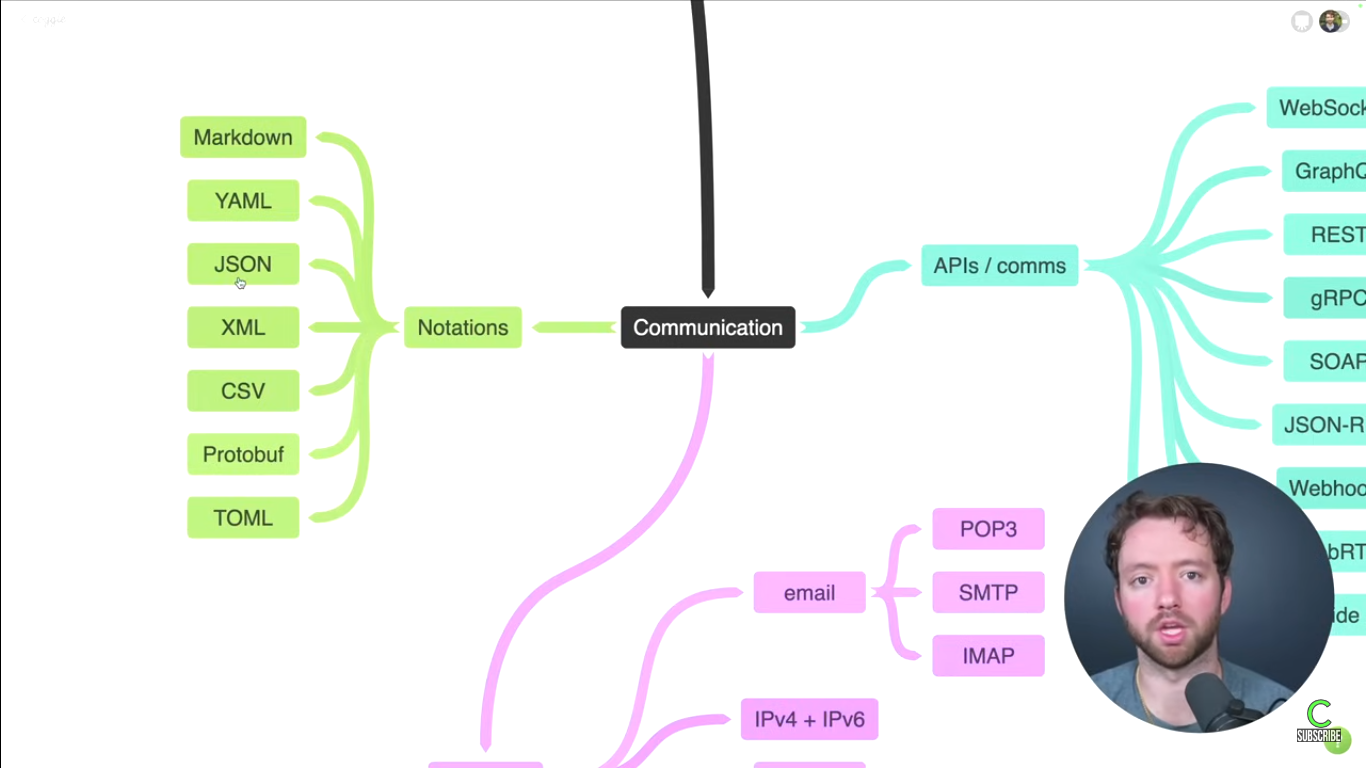 Markdown
YAML
JSON
XML
CSV
Protobuf
TOML
Notations
Communication
APIs / comms
WebSock
GraphQ
REST
gRPC
SOAP
JSON-R
Webhoo
bRT
ide
email
POP3
SMTP
IMAP
IPv4 + IPv6
C
SUBSCRIBE